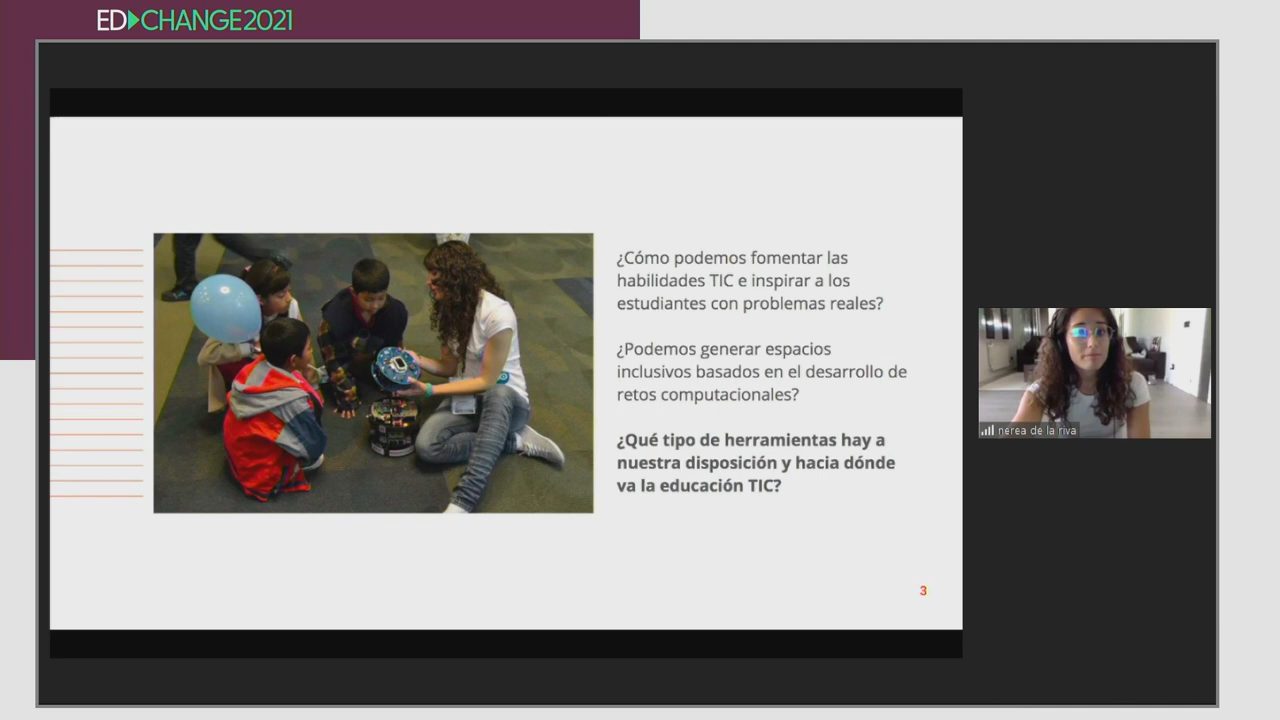 ED CHANGE2021
¿Cómo podemos fomentar las
habilidades TIC e inspirar a los
estudiantes con problemas reales?
¿Podemos generar espacios
inclusivos basados en el desarrollo de
retos computacionales?
¿Qué tipo de herramientas hay a
nuestra disposición y hacia dónde
va la educación TIC?
3
nerea de la riva